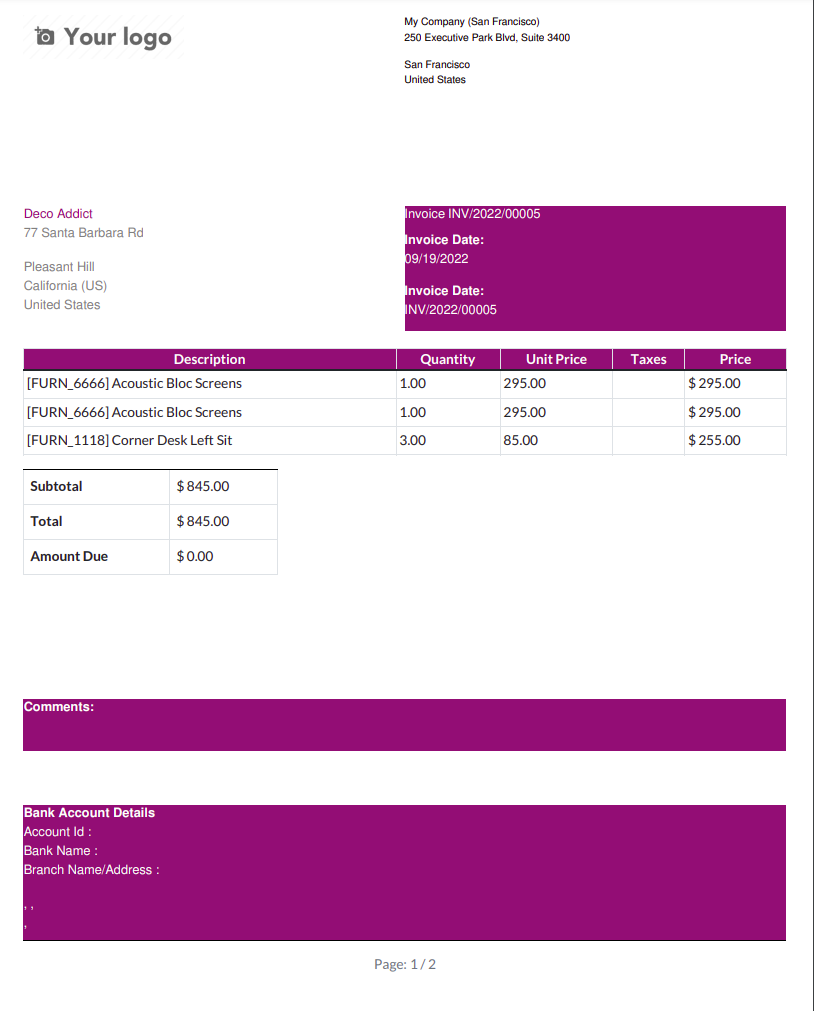 Your logo
My Company (San Francisco)
250 Executive Park Blvd, Suite 3400
San Francisco
United States
Deco Addict
77 Santa Barbara Rd
Pleasant Hill
California (US)
United States
Invoice INV/2022/00005
Invoice Date:
09/19/2022
Invoice Date:
INV/2022/00005
Description Quantity Unit Price Taxes Price
[FURN_6666] Acoustic Bloc Screens 1.00 295.00 $ 295.00
[FURN_6666] Acoustic Bloc Screens 1.00 295.00 $ 295.00
[FURN_1118] Corner Desk Left Sit 3.00 85.00 $ 255.00
Subtotal $ 845.00
Total $ 845.00
Amount Due $ 0.00
Comments:
Bank Account Details
Account Id :
Bank Name :
Branch Name/Address :
, ,
,
Page: 1 / 2